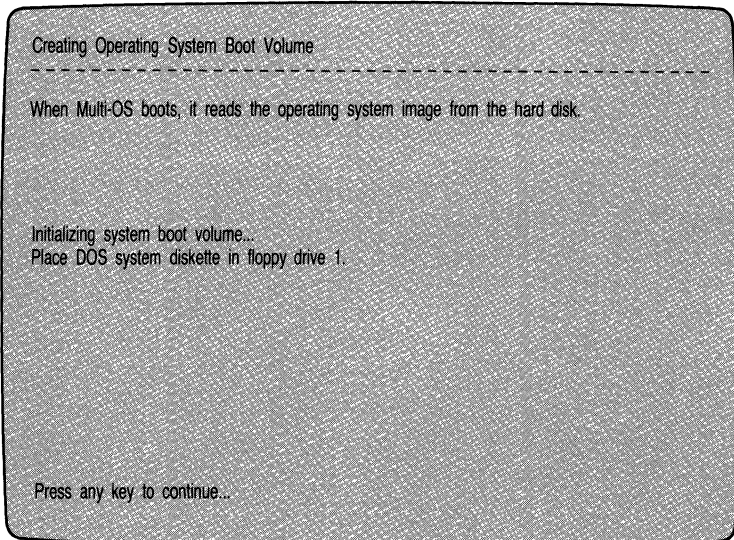 Creating Operating System Boot Volume
When Multi-OS boots, it reads the operating system image from the hard disk.
Initializing system boot volume...
Place DOS system diskette in floppy drive 1.
Press any key to continue...